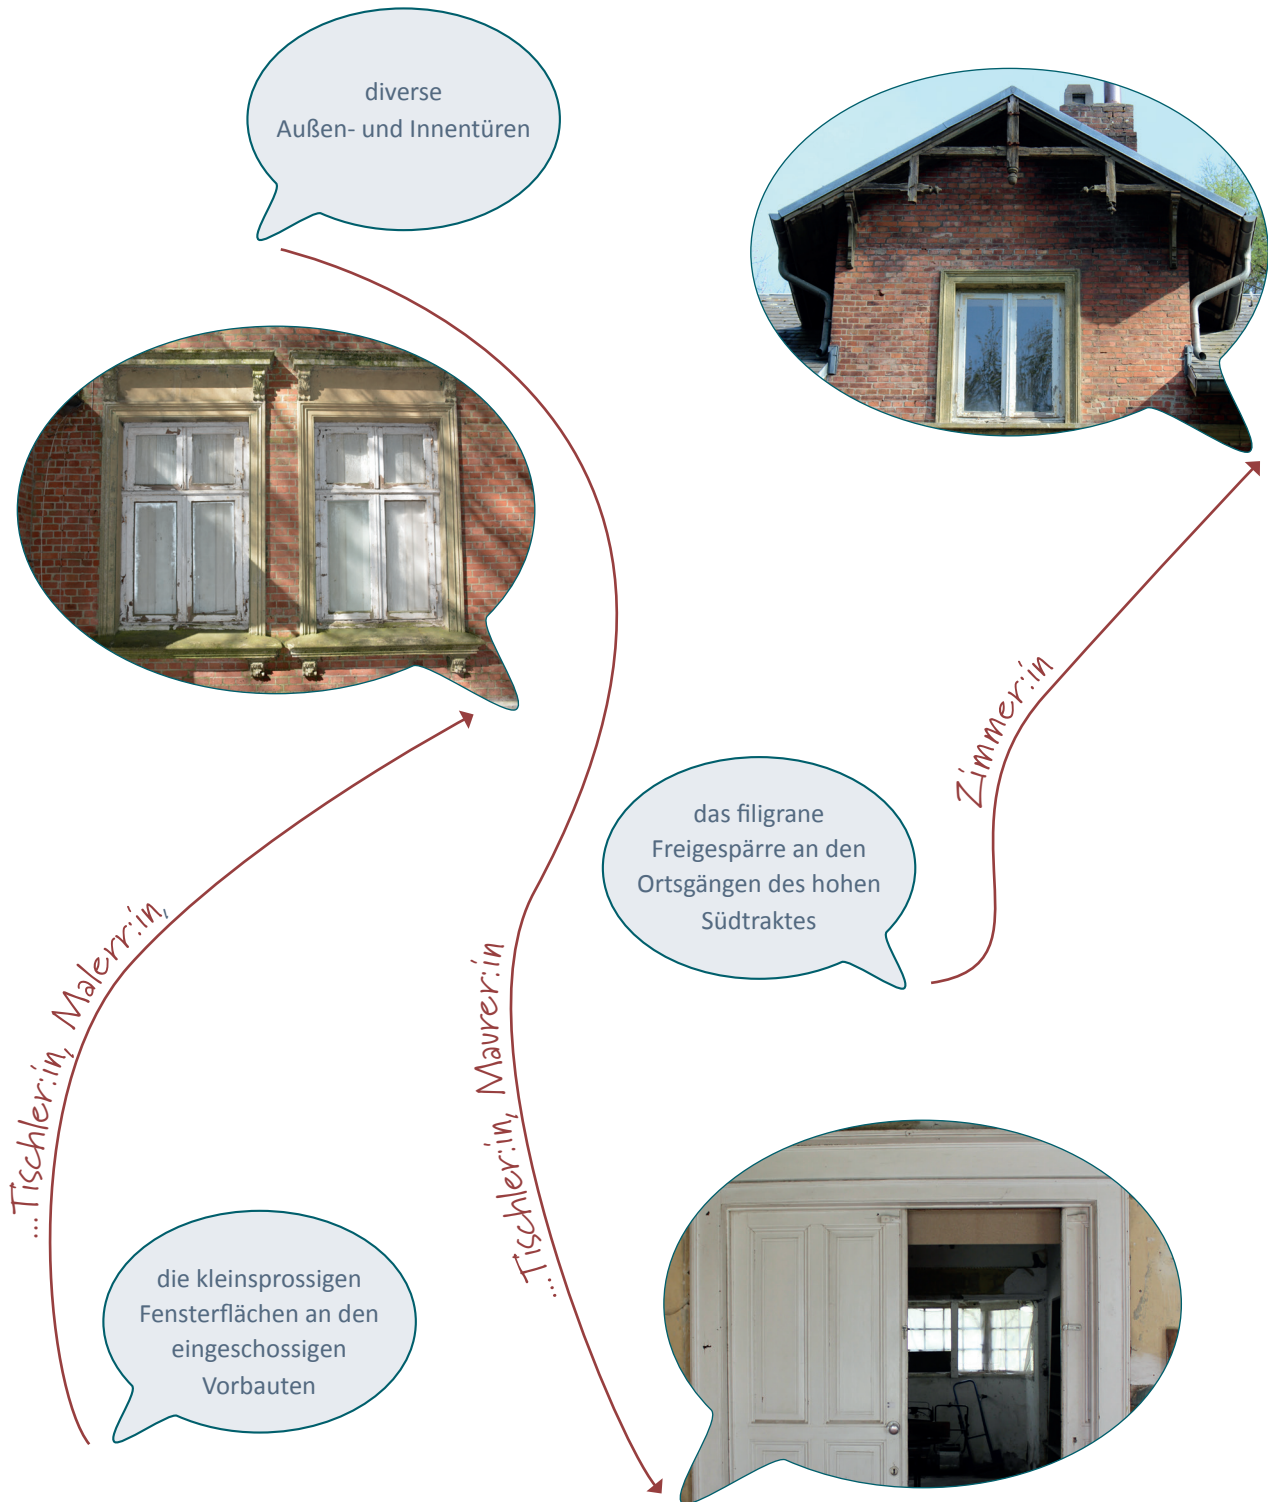 diverse
Außen- und Innentüren
Zimmer:in
das filigrane
Freigespärre an den
Ortsgängen des hohen
Südtraktes
...Tischler:in, Malerr:in,
...Tischler:in, Maurer:in
die kleinsprossigen
Fensterflächen an den
eingeschossigen
Vorbauten